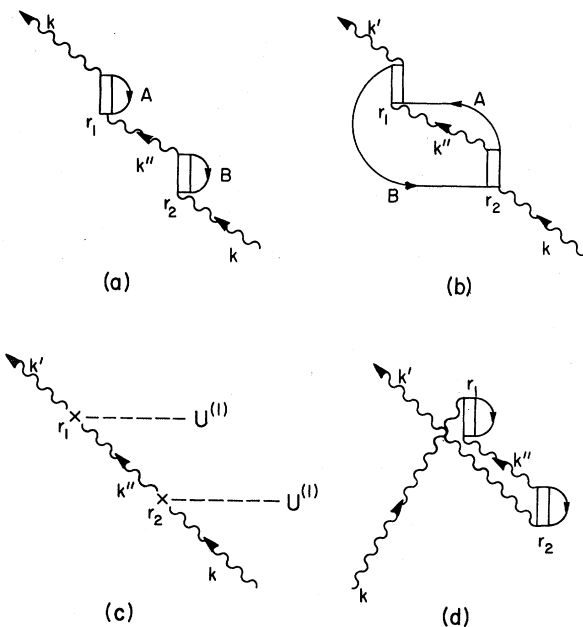 k
A
r1
k"
B
r2
k
(a)
k'
A
r1
k"
B
r2
k
(b)
k'
r1
U(1)
k"
r2
U(1)
k
(c)
k'
r1
k"
r2
k
(d)